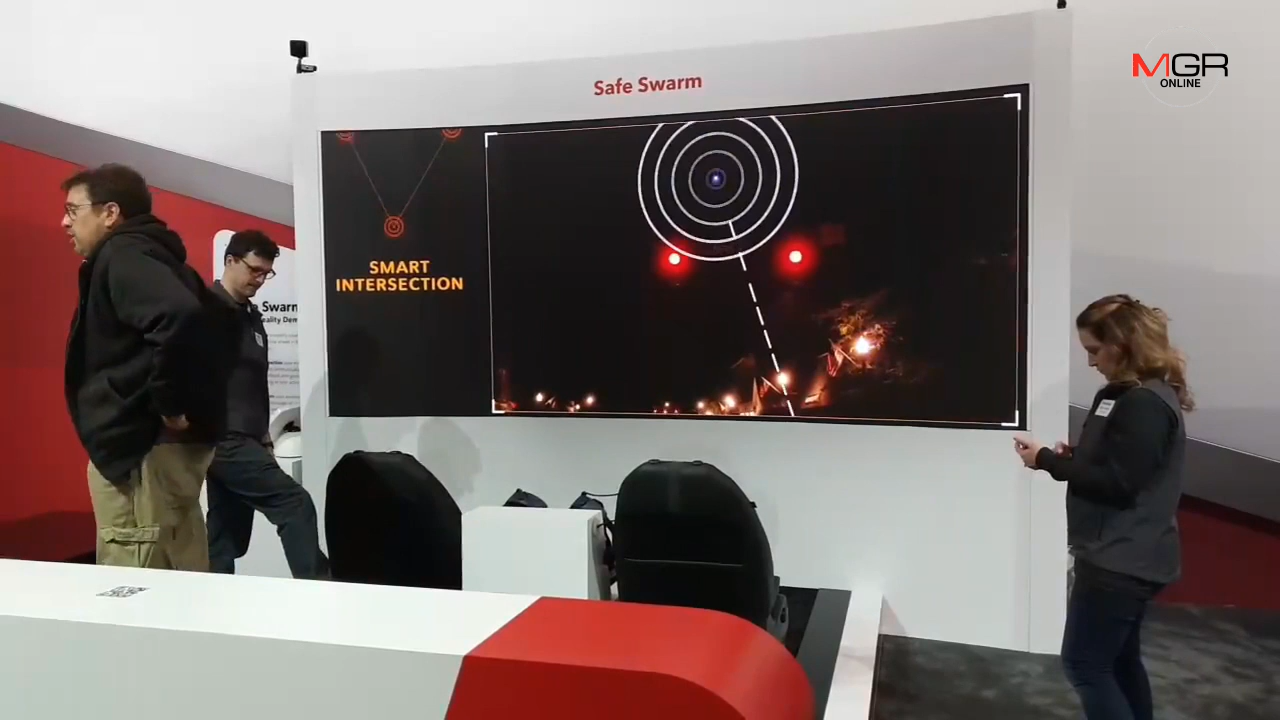 MGR
ONLINE
Safe Swarm
SMART
INTERSECTION
Swarm